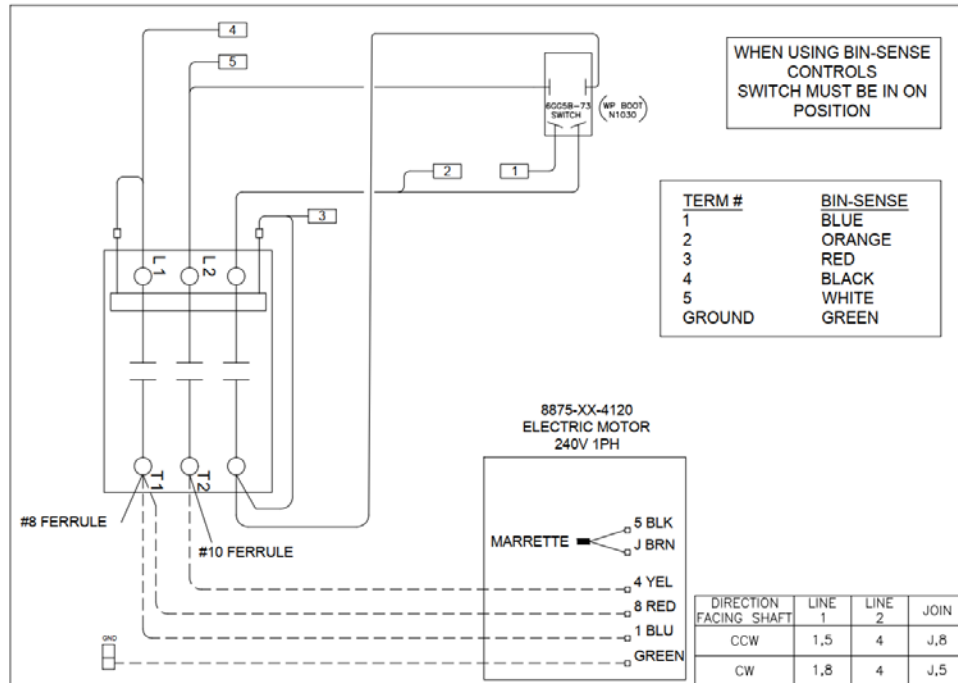 4
5
6GG5B-73
SWITCH
(WP BOOT
N1030)
WHEN USING BIN-SENSE
CONTROLS
SWITCH MUST BE IN ON
POSITION
2
1
3
TERM # BIN-SENSE
1 BLUE
2 ORANGE
3 RED
4 BLACK
5 WHITE
GROUND GREEN
L1 L2
T1 T2
#8 FERRULE
#10 FERRULE
8875-XX-4120
ELECTRIC MOTOR
240V 1PH
MARRETTE
5 BLK
J BRN
4 YEL
8 RED
1 BLU
GREEN
GND
DIRECTION FACING SHAFT LINE 1 LINE 2 JOIN
CCW 1,5 4 J,8
CW 1,8 4 J,5